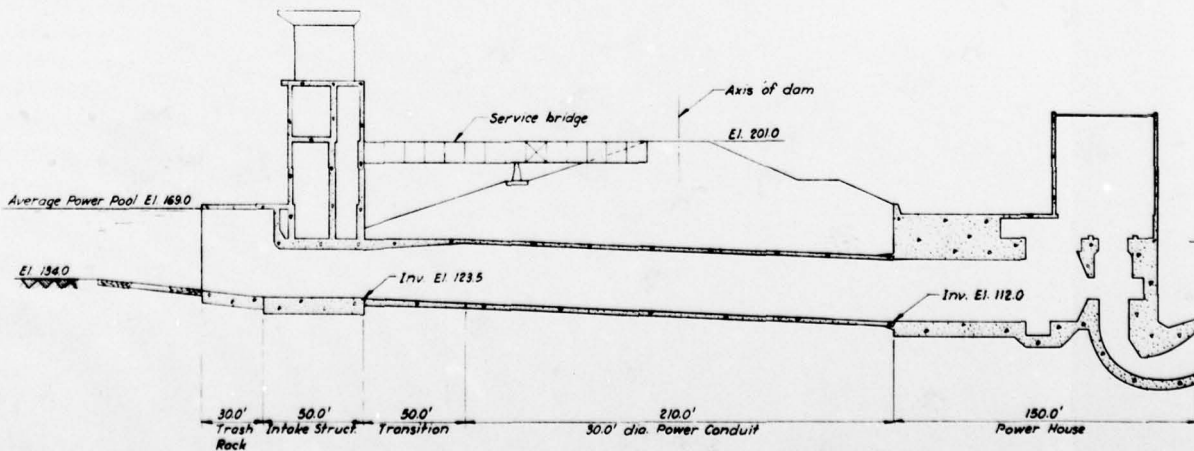 Axis of dam
Service bridge
El. 201.0
Average Power Pool El. 169.0
El. 134.0
Inv. El. 123.5
Inv. El. 112.0
30.0' 50.0' 50.0' 210.0' 150.0'
Trash Intake Struct. Transition 30.0' dia. Power Conduit Power House
Rack